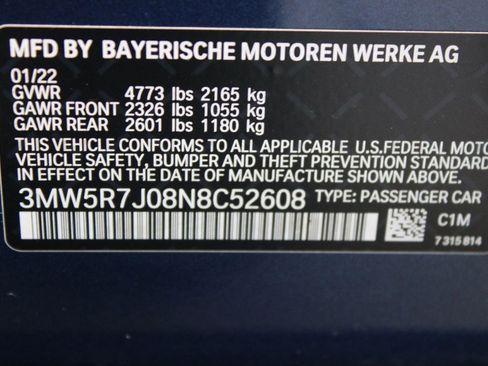 MFD BY BAYERISCHE MOTOREN WERKE AG
01/22
GVWR 4773 lbs 2165 kg
GAWR FRONT 2326 lbs 1055 kg
GAWR REAR 2601 lbs 1180 kg
THIS VEHICLE CONFORMS TO ALL APPLICABLE U.S.FEDERAL MOTO
VEHICLE SAFETY, BUMPER AND THEFT PREVENTION STANDARDS
IN EFFECT ON THE DATE OF MANUFACTURE SHOWN ABOVE.
3MW5R7J08N8C52608 TYPE: PASSENGER CAR
C1M
7315814